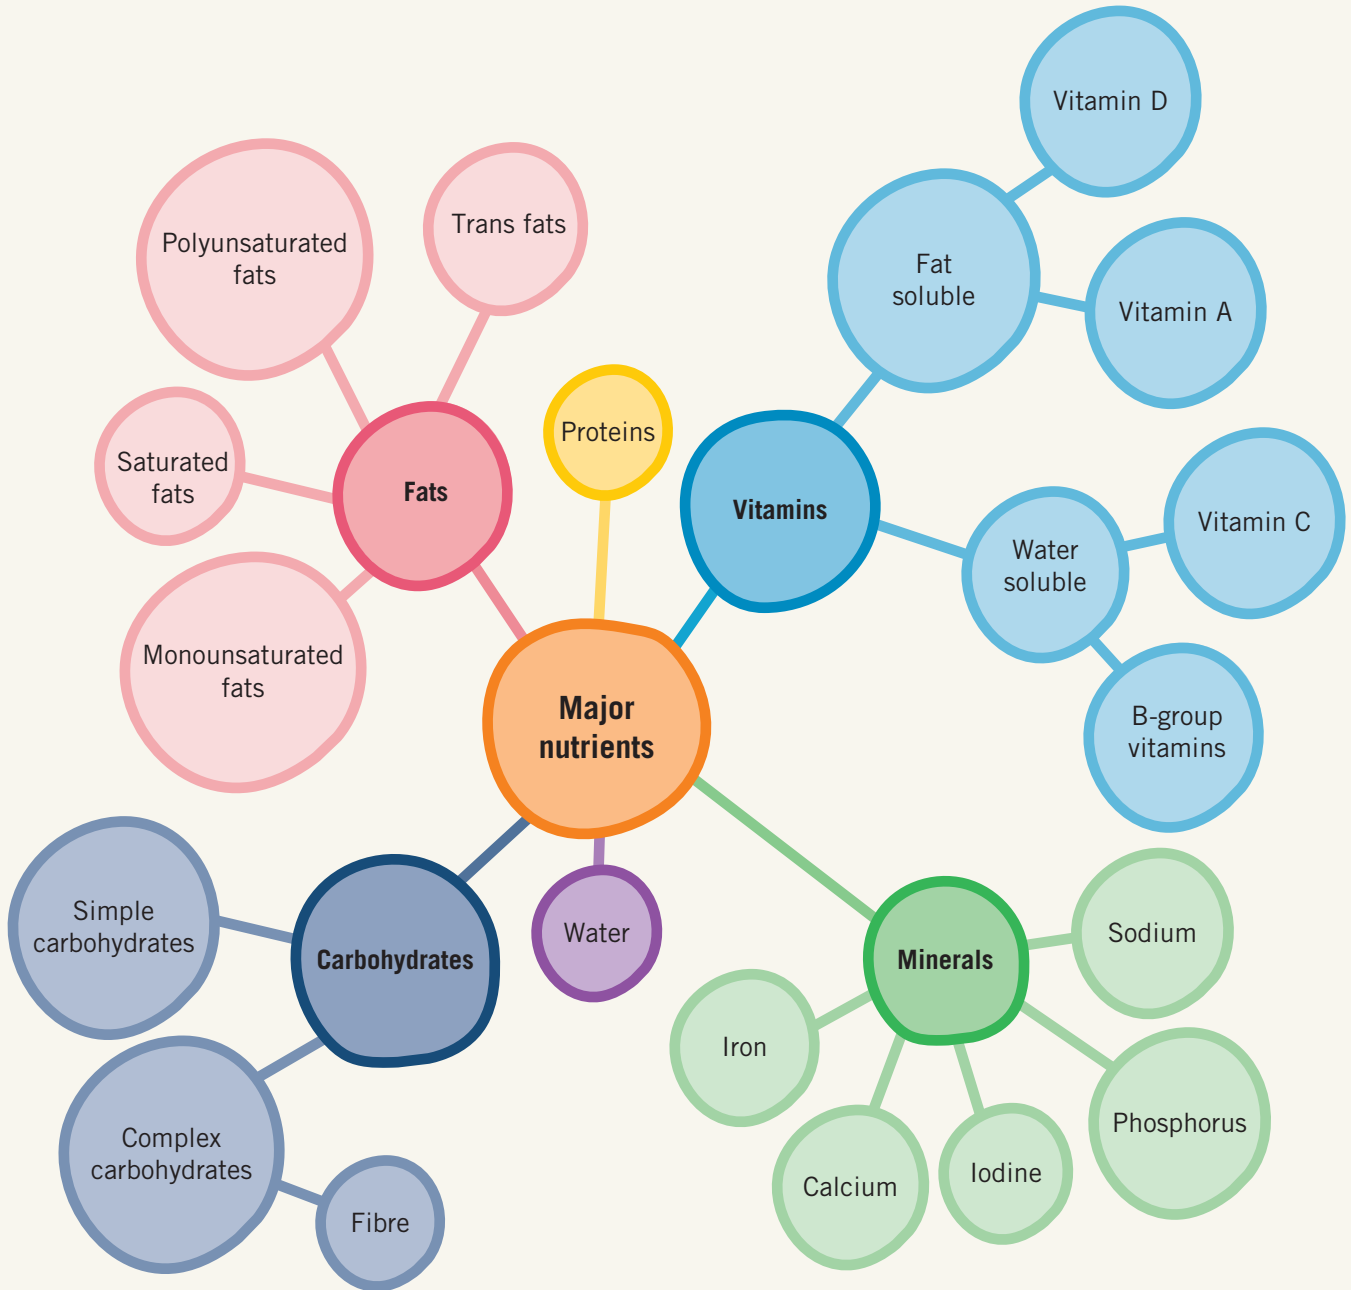 Major
nutrients
Fats
Polyunsaturated
fats
Trans fats
Saturated
fats
Monounsaturated
fats
Proteins
Vitamins
Fat
soluble
Vitamin D
Vitamin A
Water
soluble
Vitamin C
B-group
vitamins
Minerals
Sodium
Phosphorus
Iodine
Calcium
Iron
Water
Carbohydrates
Simple
carbohydrates
Complex
carbohydrates
Fibre